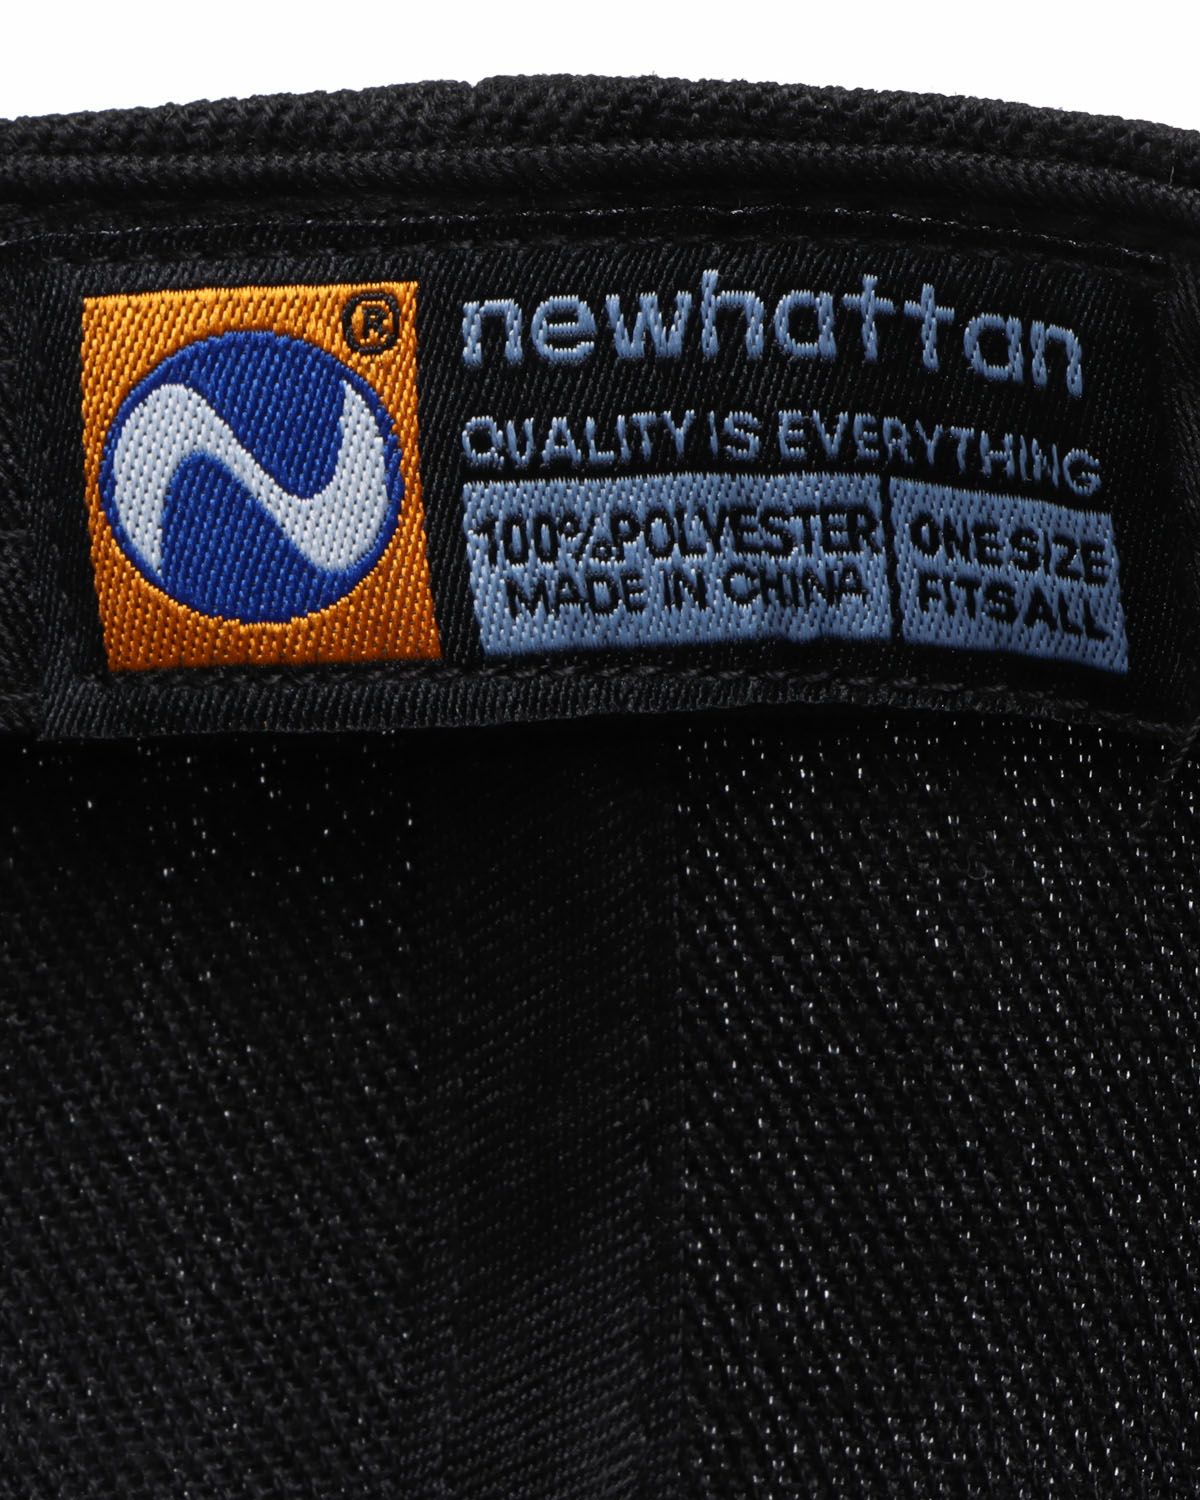 ®
newhattan
QUALITY IS EVERYTHING
100% POLYESTER
MADE IN CHINA
ONE SIZE
FITS ALL